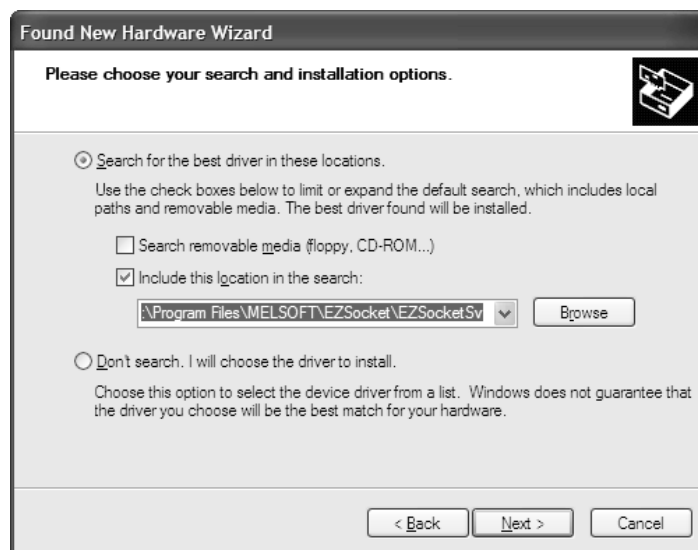 Found New Hardware Wizard
Please choose your search and installation options.
Search for the best driver in these locations.
Use the check boxes below to limit or expand the default search, which includes local
paths and removable media. The best driver found will be installed.
Search removable media (floppy, CD-ROM...)
Include this location in the search:
:\Program Files\MELSOFT\EZSocket\EZSocketSv
Browse
Don't search. I will choose the driver to install.
Choose this option to select the device driver from a list. Windows does not guarantee that
the driver you choose will be the best match for your hardware.
< Back Next > Cancel